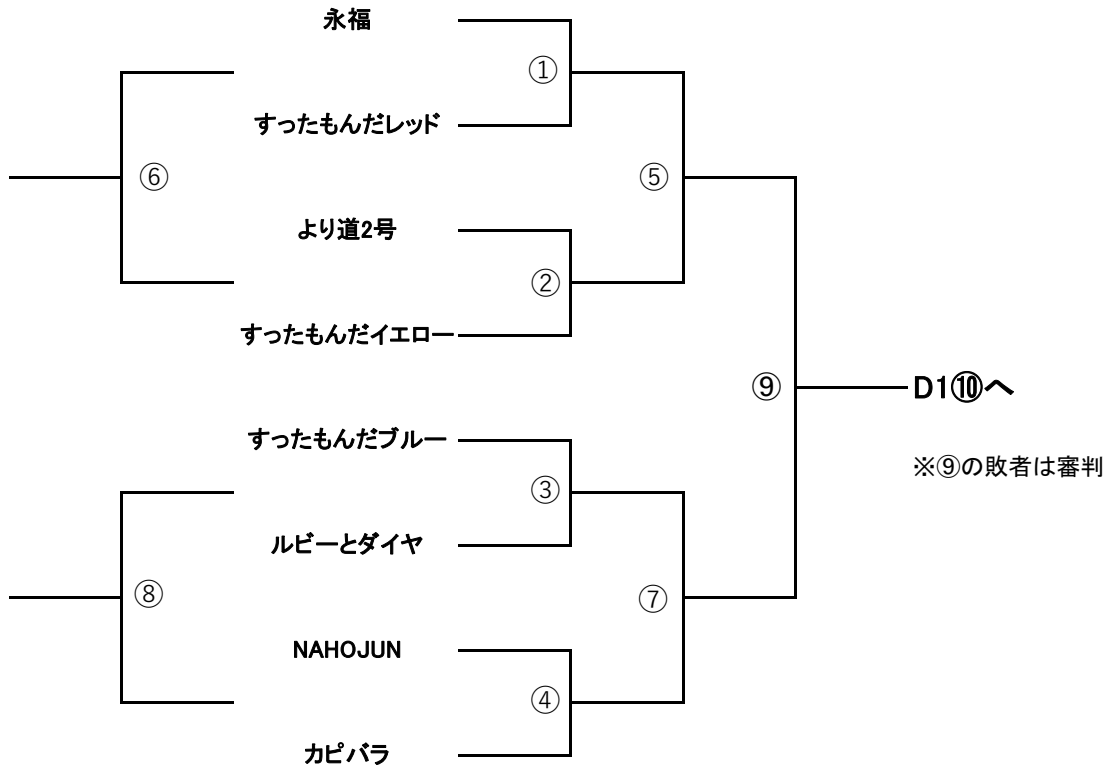 永福
①
すったもんだレッド
⑥
⑤
より道2号
②
すったもんだイエロー
⑨
D1⑩へ
すったもんだブルー
※⑨の敗者は審判
③
ルビーとダイヤ
⑧
⑦
NAHOJUN
④
カピバラ